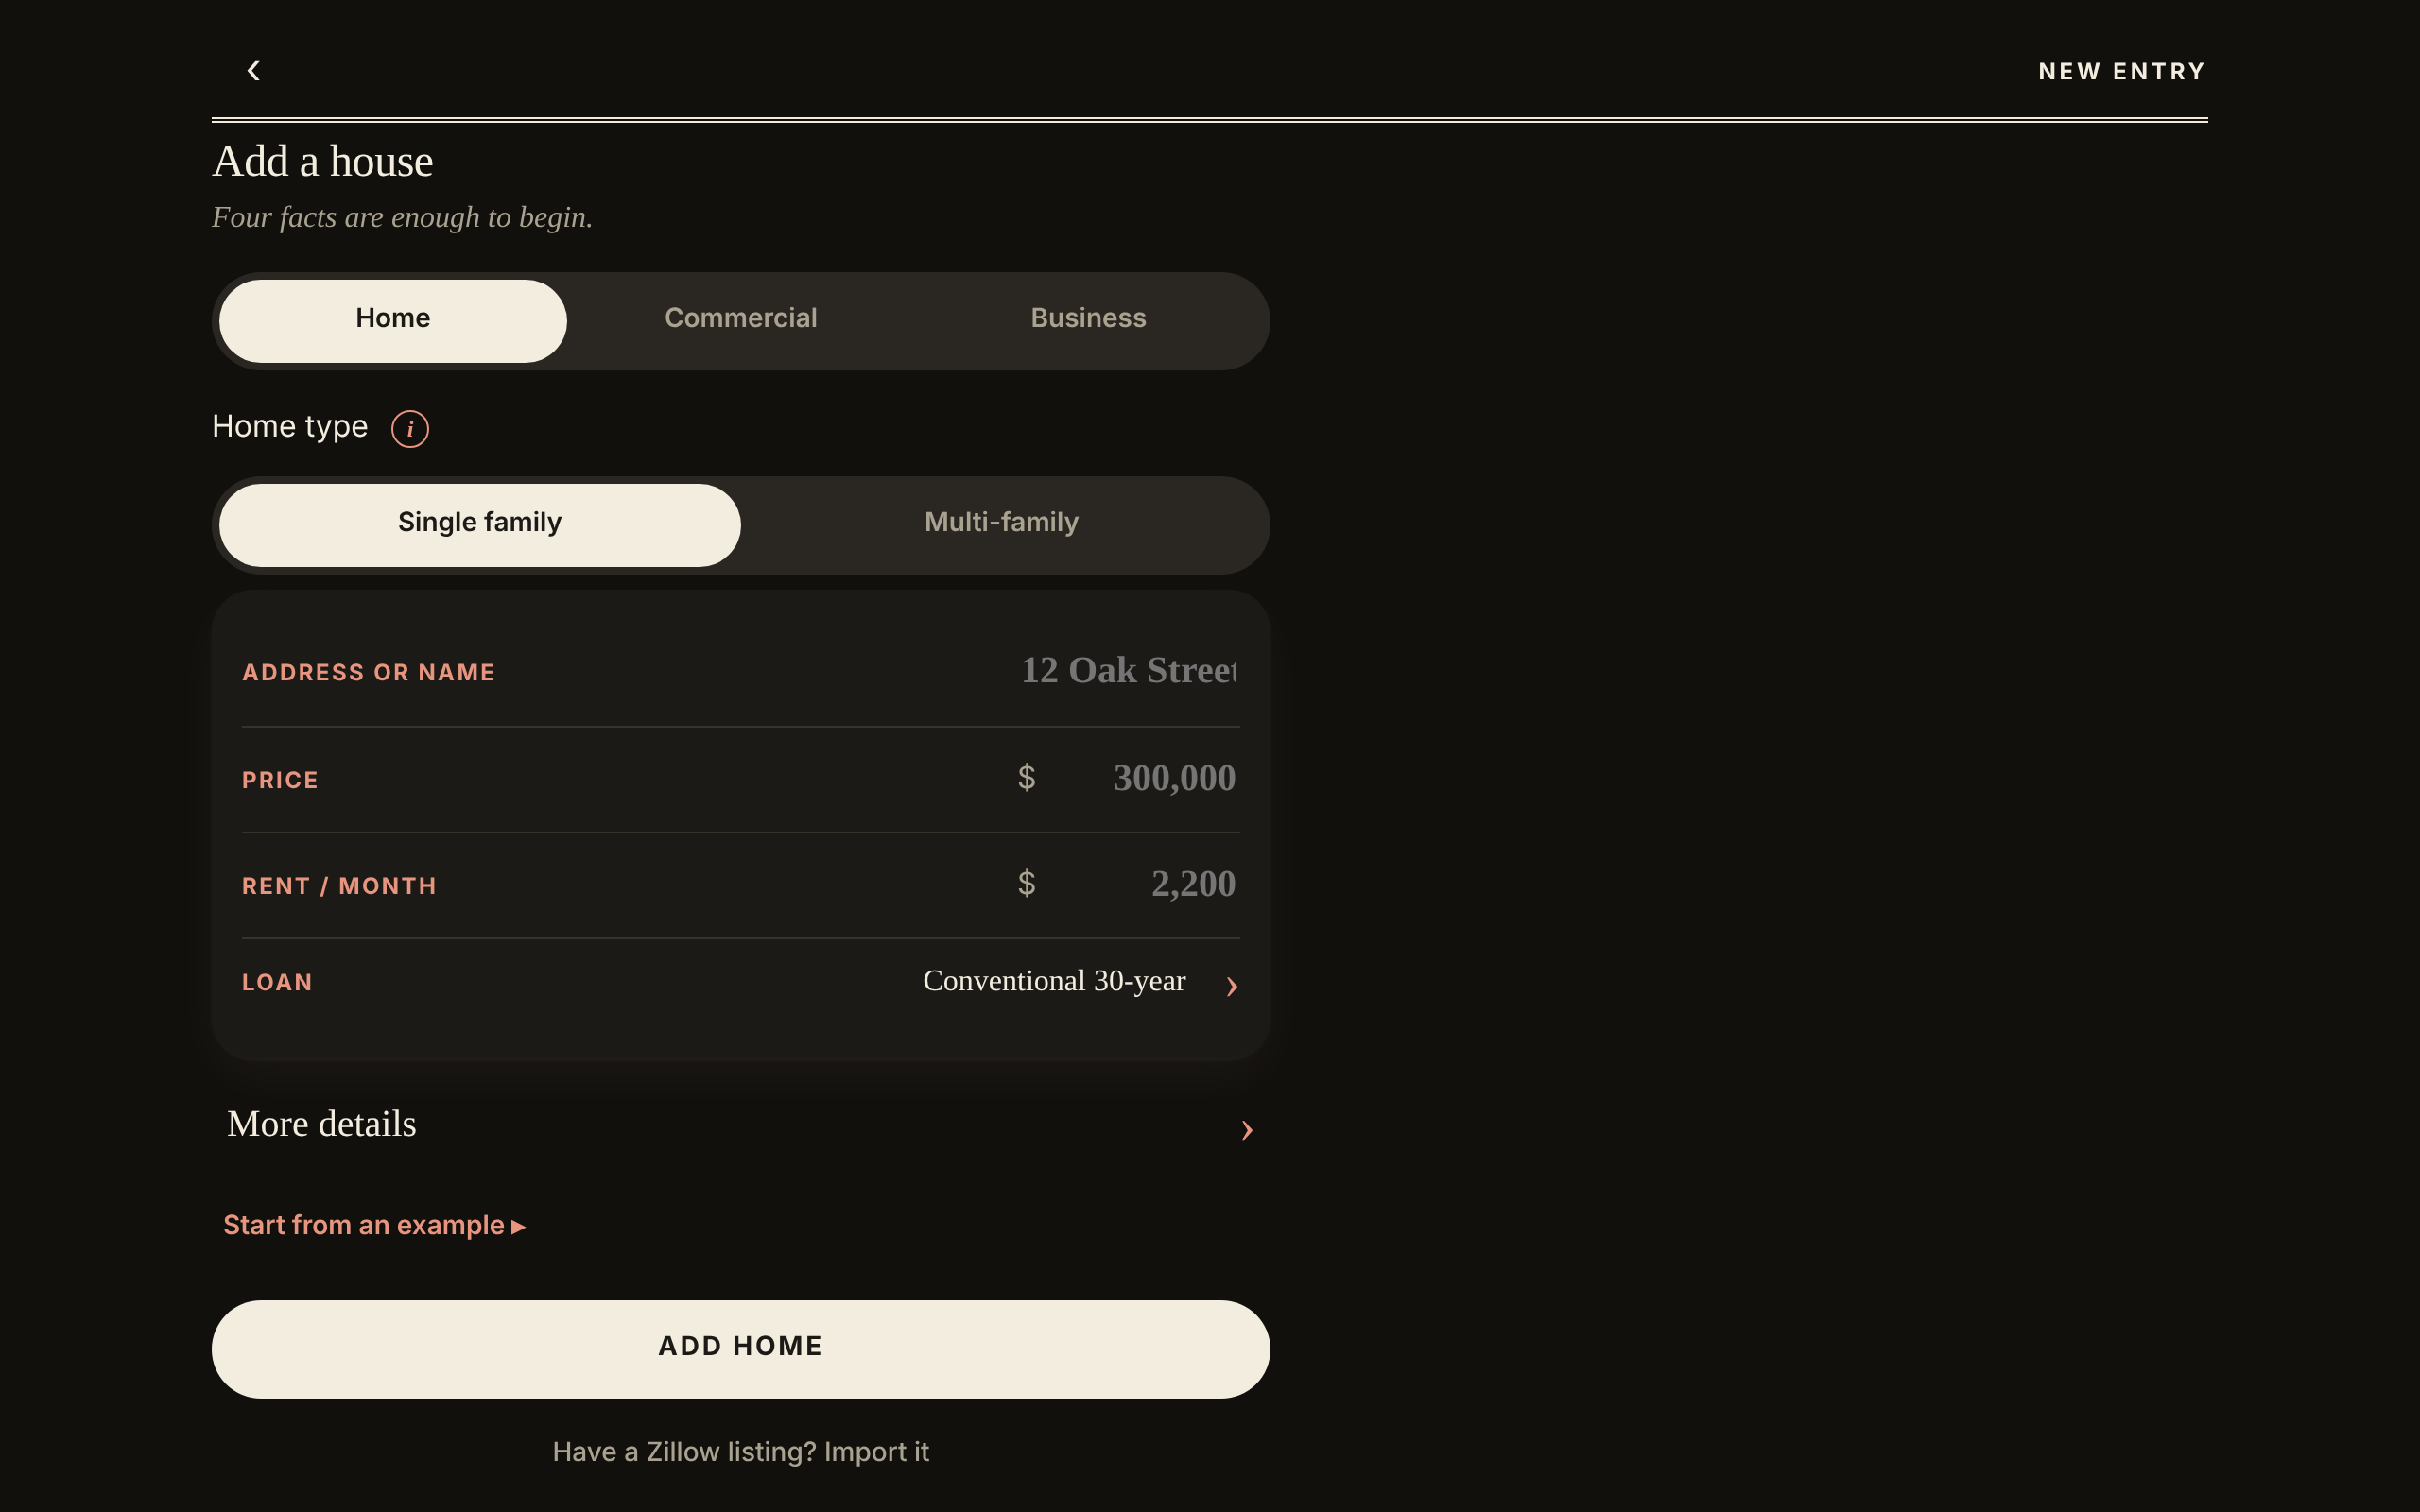 ‹ NEW ENTRY
Add a house
Four facts are enough to begin.
Home Commercial Business
Home type i
Single family Multi-family
ADDRESS OR NAME 12 Oak Street
PRICE $ 300,000
RENT / MONTH $ 2,200
LOAN Conventional 30-year ›
More details ›
Start from an example ▸
ADD HOME
Have a Zillow listing? Import it